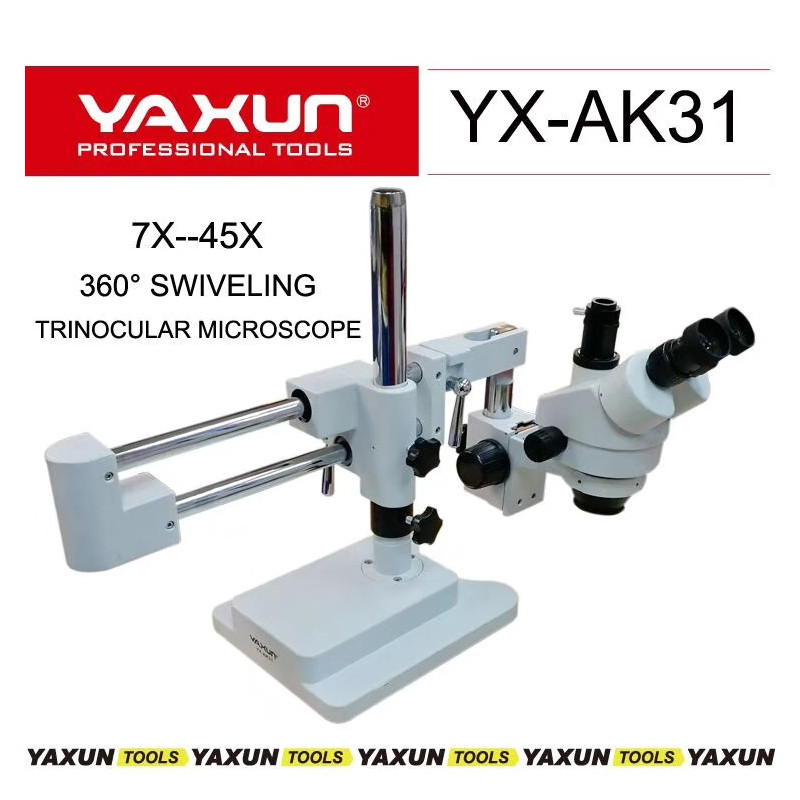 YAXUN®
PROFESSIONAL TOOLS
YX-AK31
7X--45X
360° SWIVELING
TRINOCULAR MICROSCOPE
YAXUN
YAXUN TOOLS YAXUN TOOLS YAXUN TOOLS YAXUN TOOLS YAXUN